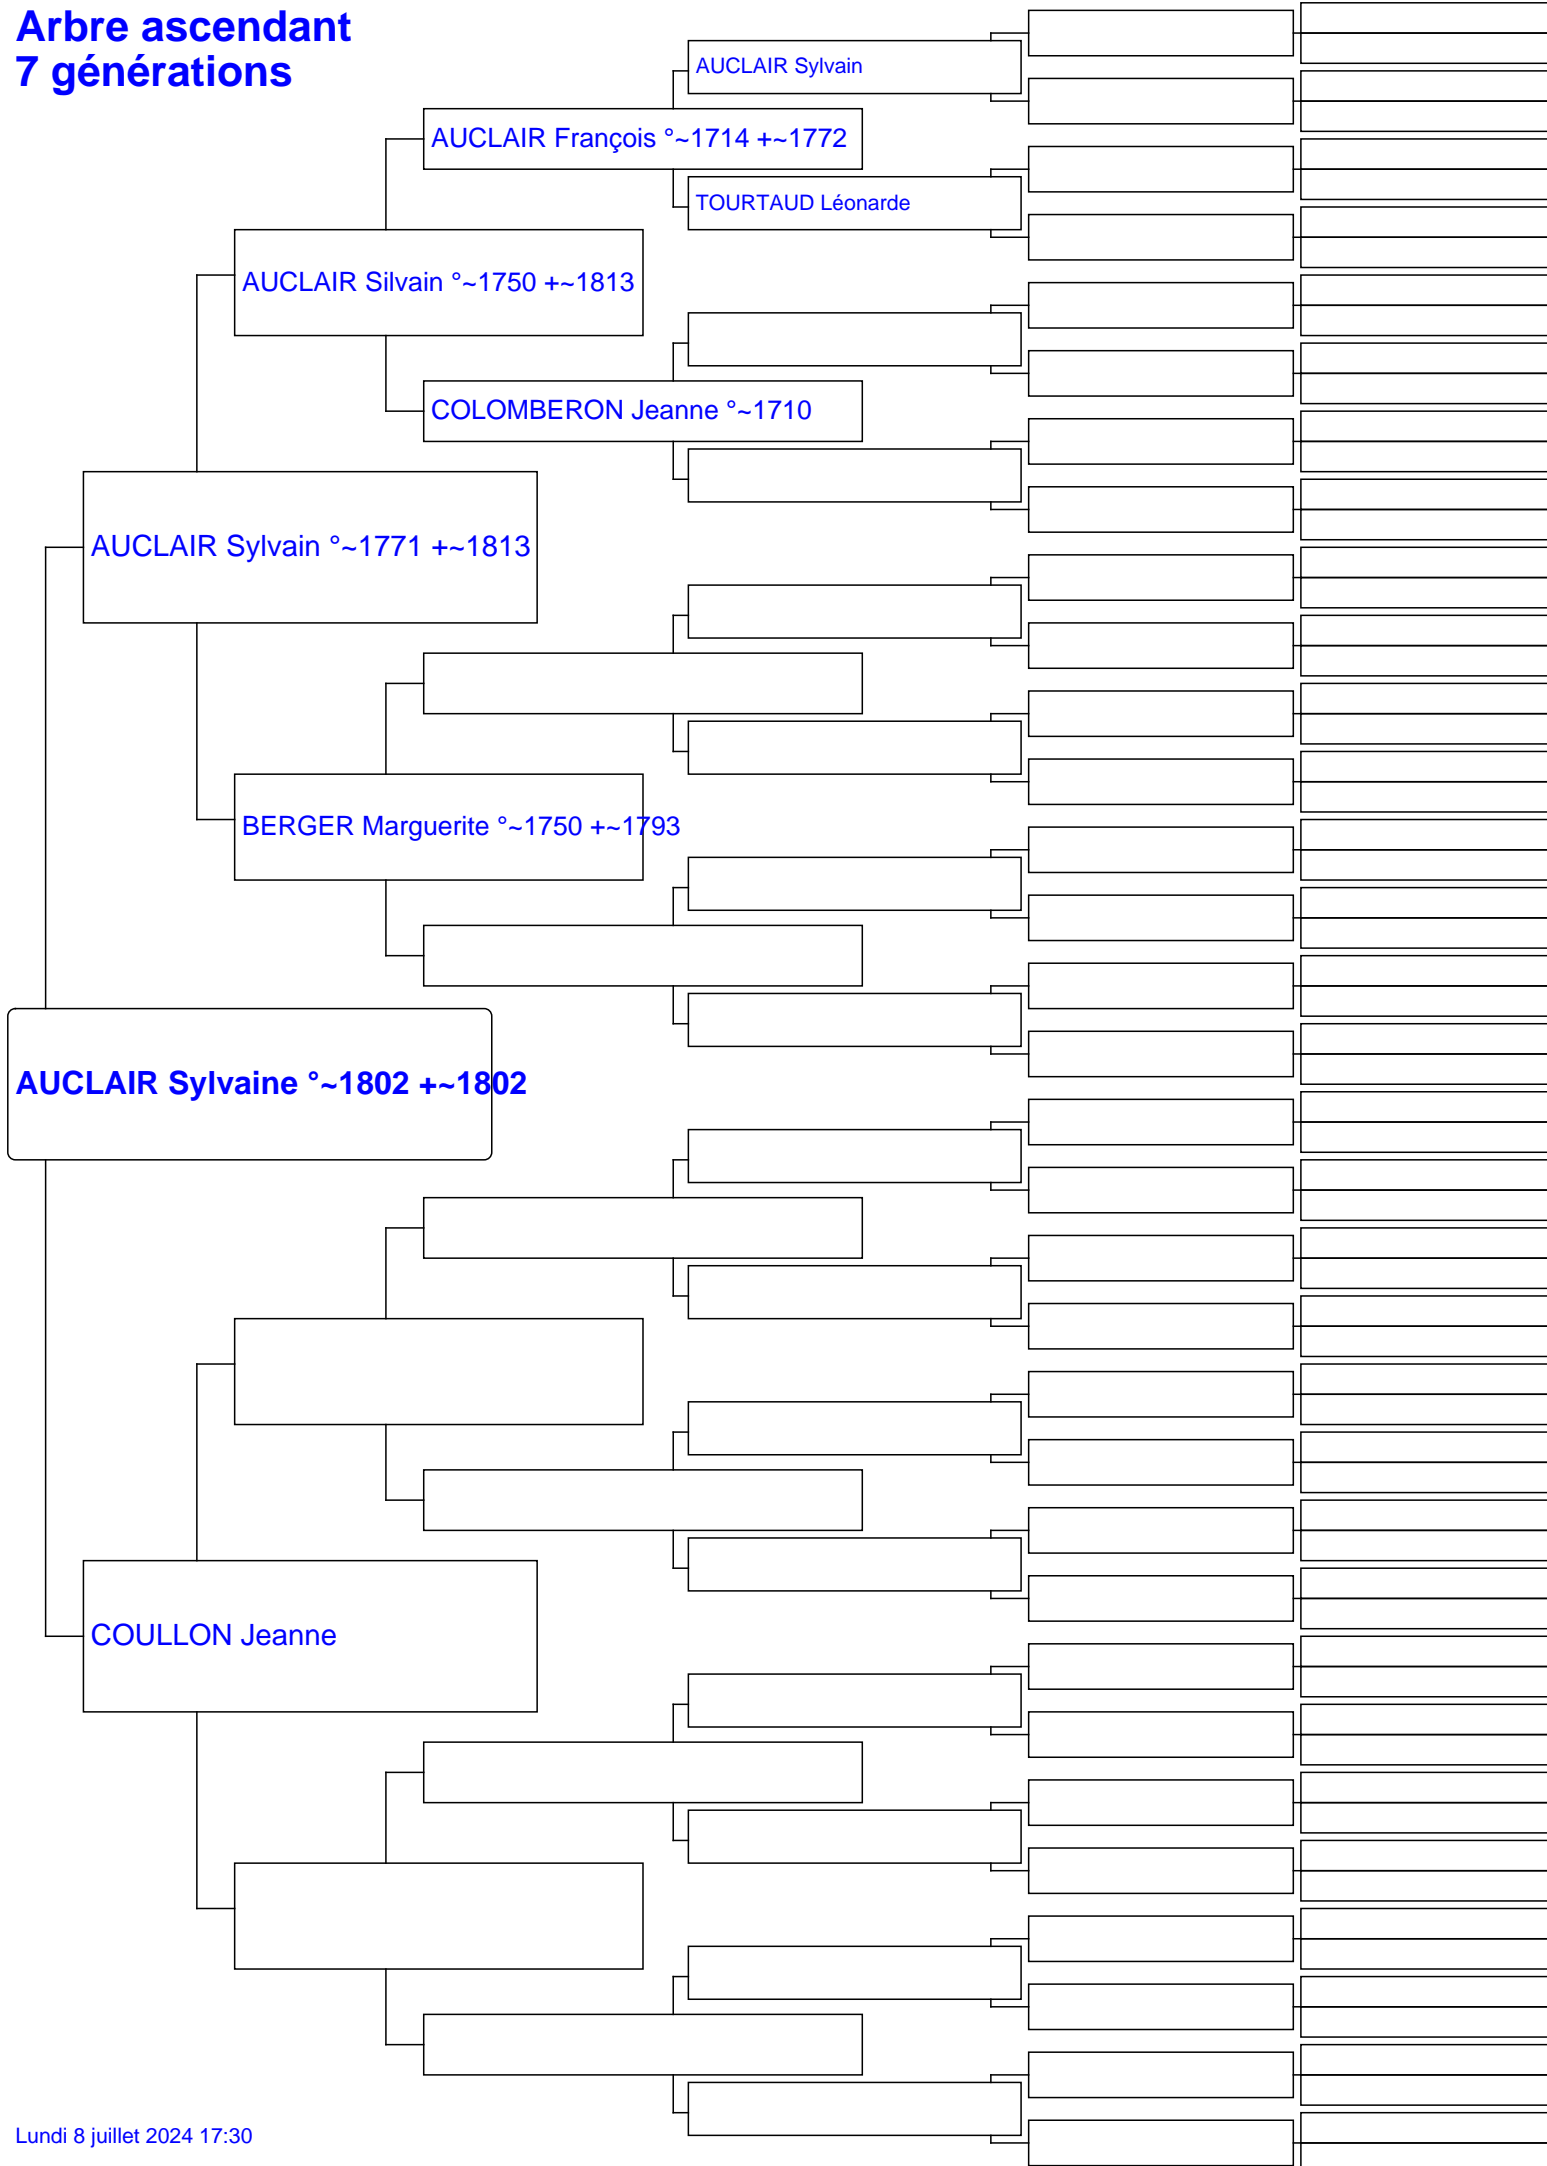 Arbre ascendant
7 générations
AUCLAIR Sylvain
AUCLAIR François °~1714 +~1772
TOURTAUD Léonarde
AUCLAIR Silvain °~1750 +~1813
COLOMBERON Jeanne °~1710
AUCLAIR Sylvain °~1771 +~1813
BERGER Marguerite °~1750 +~1793
AUCLAIR Sylvaine °~1802 +~1802
COULLON Jeanne
Lundi 8 juillet 2024 17:30